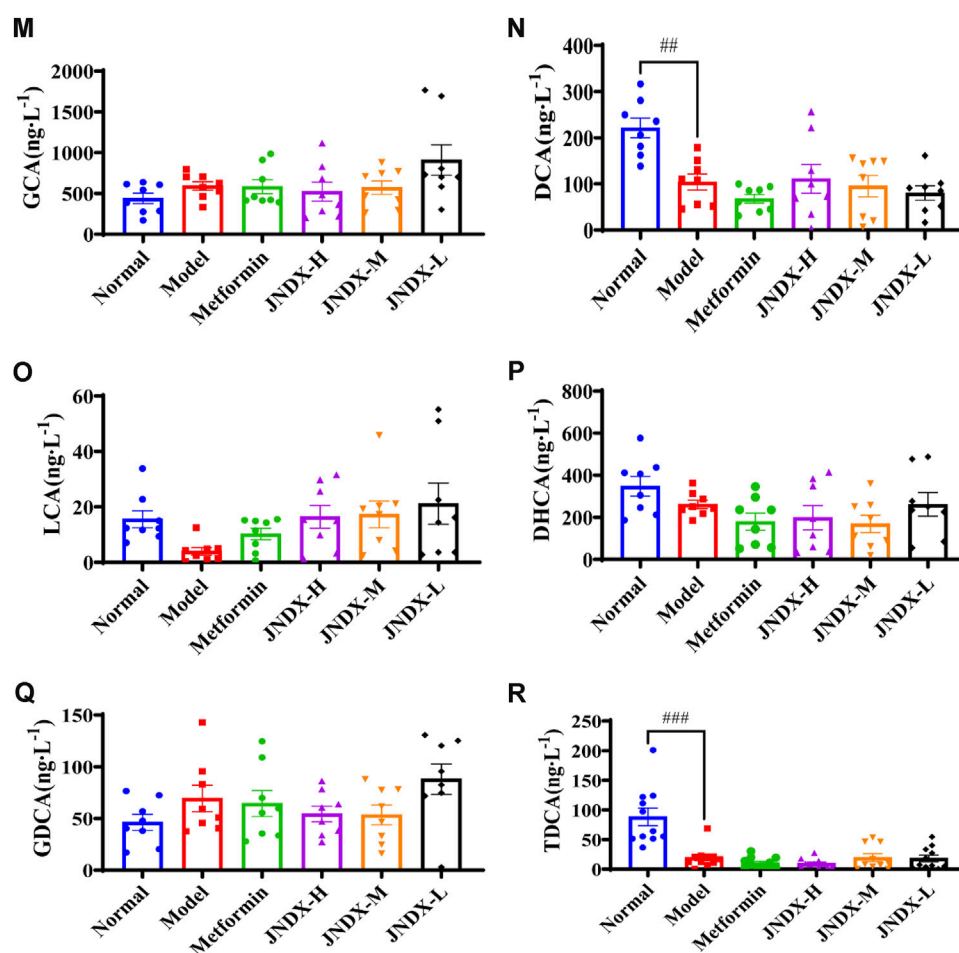 M
GCA(ng·L⁻¹)
2000
1500
1000
500
0
Normal
Model
Metformin
JNDX-H
JNDX-M
JNDX-L
N
DCA(ng·L⁻¹)
400
300
200
100
0
##
Normal
Model
Metformin
JNDX-H
JNDX-M
JNDX-L
O
LCA(ng·L⁻¹)
60
40
20
0
Normal
Model
Metformin
JNDX-H
JNDX-M
JNDX-L
P
DHCA(ng·L⁻¹)
800
600
400
200
0
Normal
Model
Metformin
JNDX-H
JNDX-M
JNDX-L
Q
GDCA(ng·L⁻¹)
150
100
50
0
Normal
Model
Metformin
JNDX-H
JNDX-M
JNDX-L
R
TDCA(ng·L⁻¹)
250
200
150
100
50
0
###
Normal
Model
Metformin
JNDX-H
JNDX-M
JNDX-L